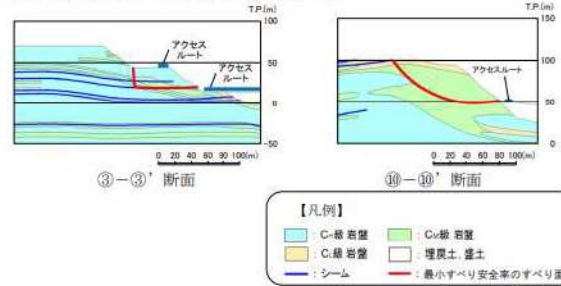 T.P.(m)
100
50
0
-50
アクセス
ルート
アクセス
ルート
0 20 40 60 80 100(m)
③－③’ 断面
T.P.(m)
150
100
50
0
アクセスルート
0 20 40 60 80 100(m)
⑩－⑩’ 断面
【凡例】
: CH級 岩盤 : CM級 岩盤
: CL級 岩盤 : 埋戻土、盛土
: シーム : 最小すべり安全率のすべり面